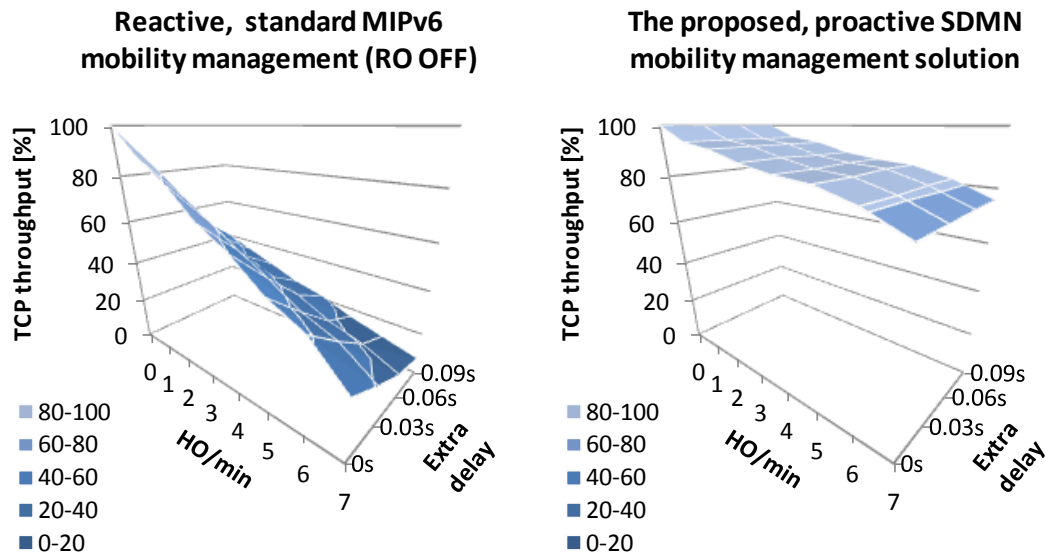 Reactive, standard MIPv6
mobility management (RO OFF)
TCP throughput [%]
100
80
60
40
20
0
0
1
2
3
4
5
6
7
HO/min
0.09s
0.06s
0.03s
0s
Extra
delay
80-100
60-80
40-60
20-40
0-20
The proposed, proactive SDMN
mobility management solution
TCP throughput [%]
100
80
60
40
20
0
0
1
2
3
4
5
6
7
HO/min
0.09s
0.06s
0.03s
0s
Extra
delay
80-100
60-80
40-60
20-40
0-20